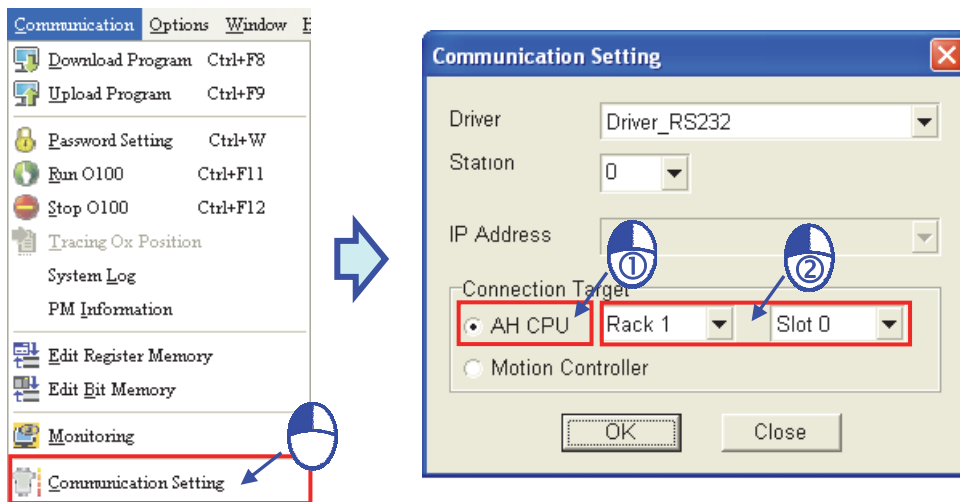 Communication Options Window
Download Program Ctrl+F8
Upload Program Ctrl+F9
Password Setting Ctrl+W
Run O100 Ctrl+F11
Stop O100 Ctrl+F12
Tracing Ox Position
System Log
PM Information
Edit Register Memory
Edit Bit Memory
Monitoring
Communication Setting
Communication Setting
Driver Driver_RS232
Station 0
IP Address
① ②
Connection Target
AH CPU Rack 1 Slot 0
Motion Controller
OK Close